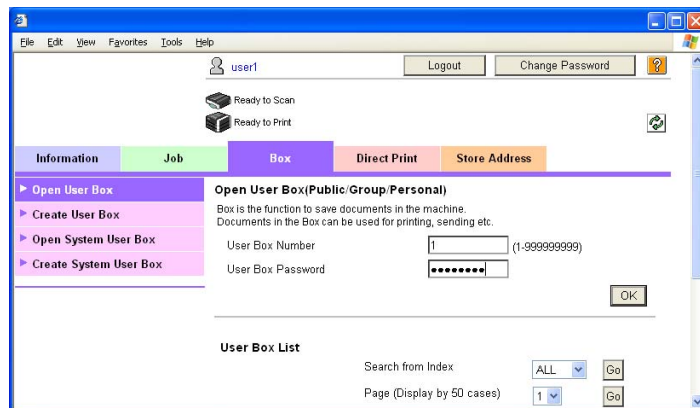 File Edit View Favorites Tools Help
user1 Logout Change Password ?
Ready to Scan
Ready to Print
Information Job Box Direct Print Store Address
Open User Box
Create User Box
Open System User Box
Create System User Box
Open User Box(Public/Group/Personal)
Box is the function to save documents in the machine.
Documents in the Box can be used for printing, sending etc.
User Box Number 1 (1-999999999)
User Box Password ●●●●●●●●
OK
User Box List
Search from Index ALL Go
Page (Display by 50 cases) 1 Go